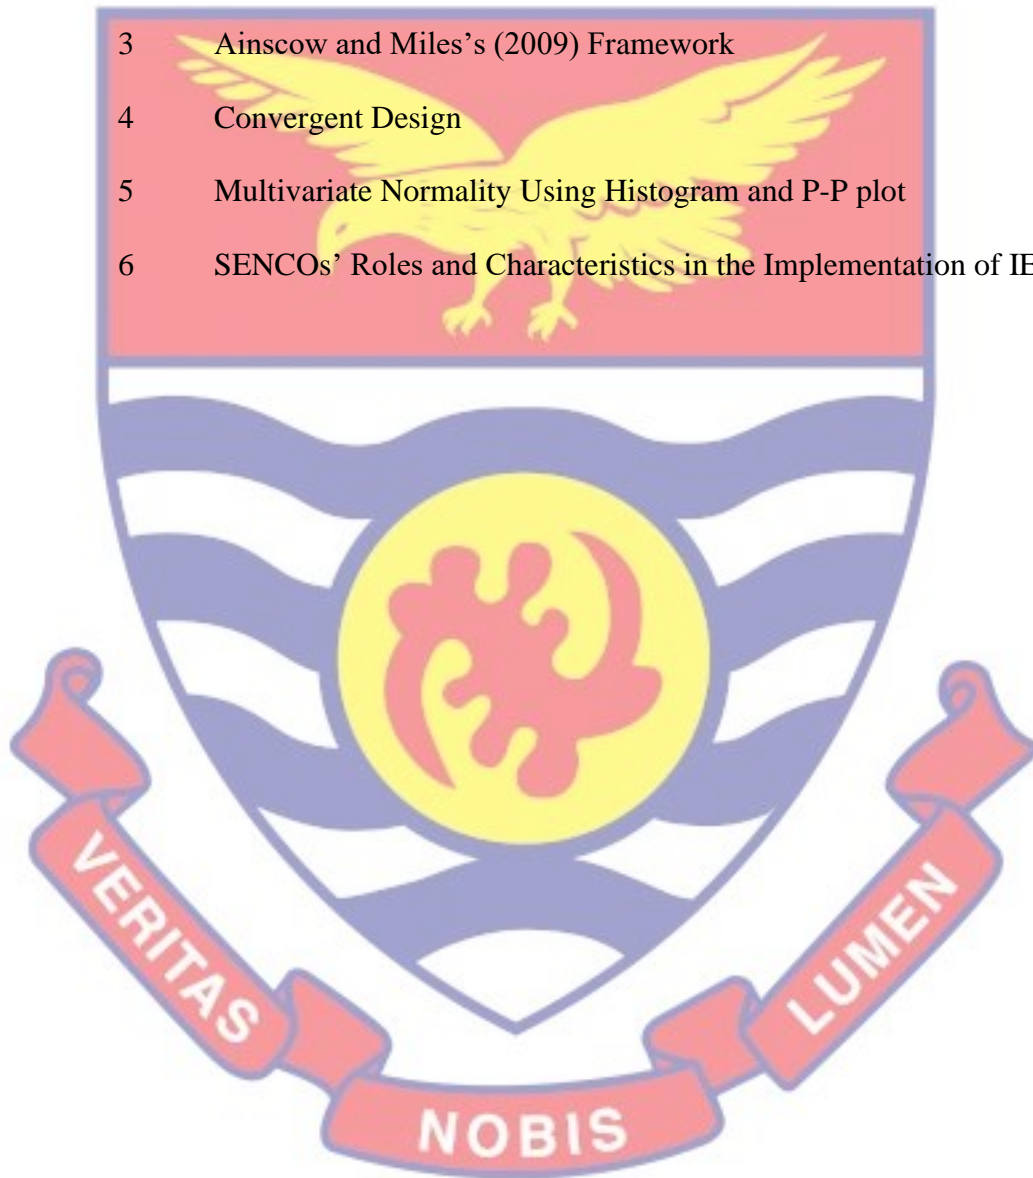 3 Ainscow and Miles's (2009) Framework
4 Convergent Design
5 Multivariate Normality Using Histogram and P-P plot
6 SENCOs' Roles and Characteristics in the Implementation of
VERITAS
NOBIS
LUMEN